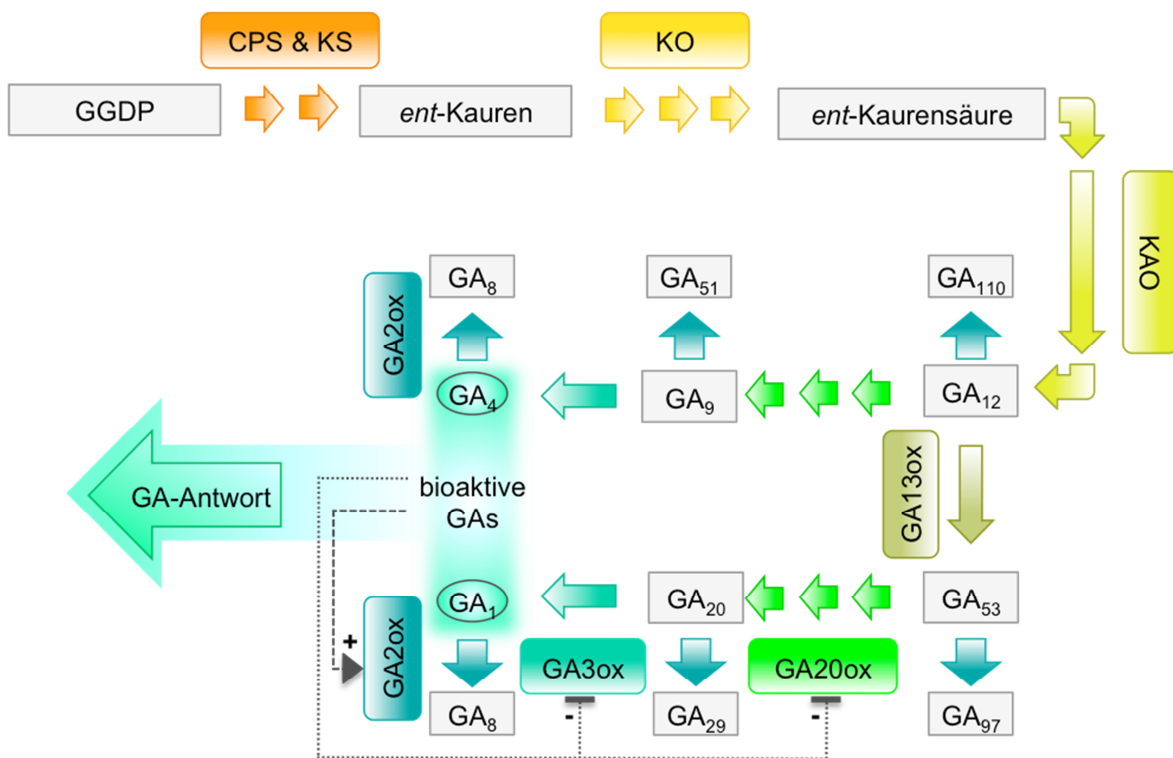 CPS & KS
KO
GGDP
ent-Kauren
ent-Kaurensäure
KAO
GA8
GA51
GA110
GA2ox
GA4
GA9
GA12
GA13ox
GA-Antwort
bioaktive
GAs
GA1
GA20
GA53
+
GA2ox
GA3ox
GA20ox
GA8
-
GA29
-
GA97